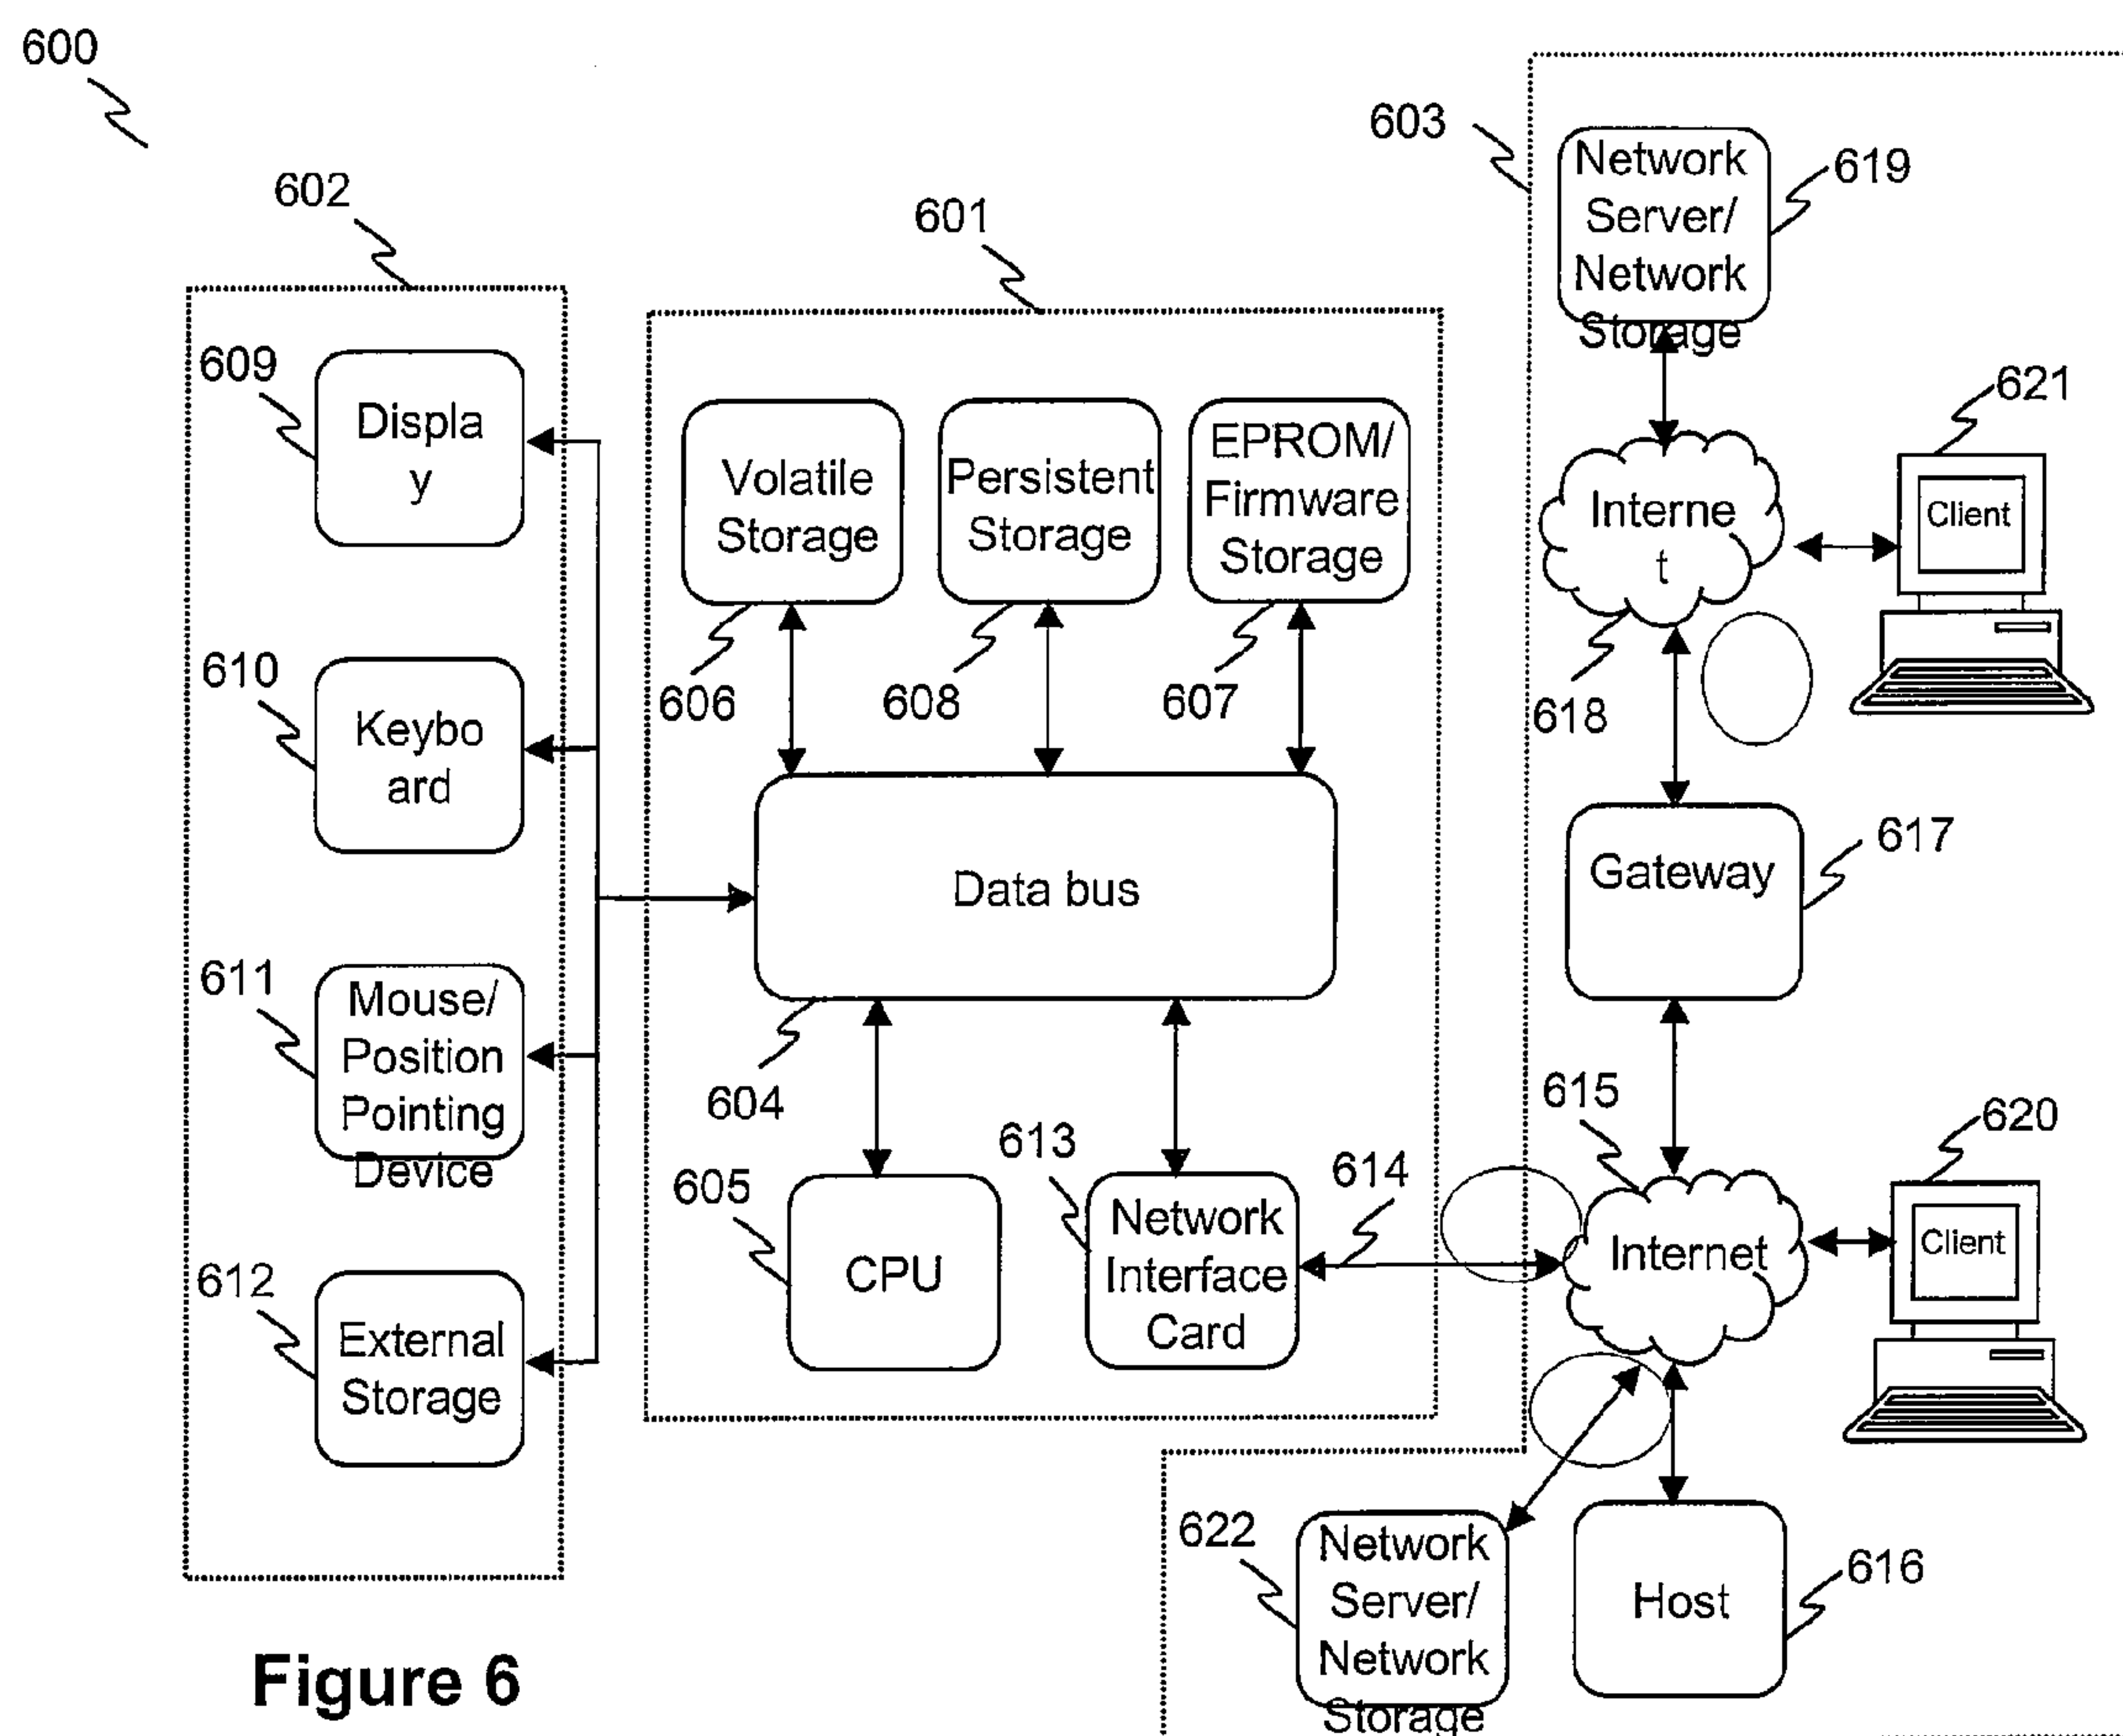 600
602
601
603
609
Displa
y
610
Keybo
ard
611
Mouse/
Position
Pointing
Device
612
External
Storage
Volatile
Storage
606
Persistent
Storage
608
EPROM/
Firmware
Storage
607
Data bus
604
605
CPU
613
Network
Interface
Card
614
Network
Server/
Network
Storage
619
Interne
t
618
621
Client
Gateway
617
615
Internet
620
Client
622
Network
Server/
Network
Storage
Host
616
Figure 6